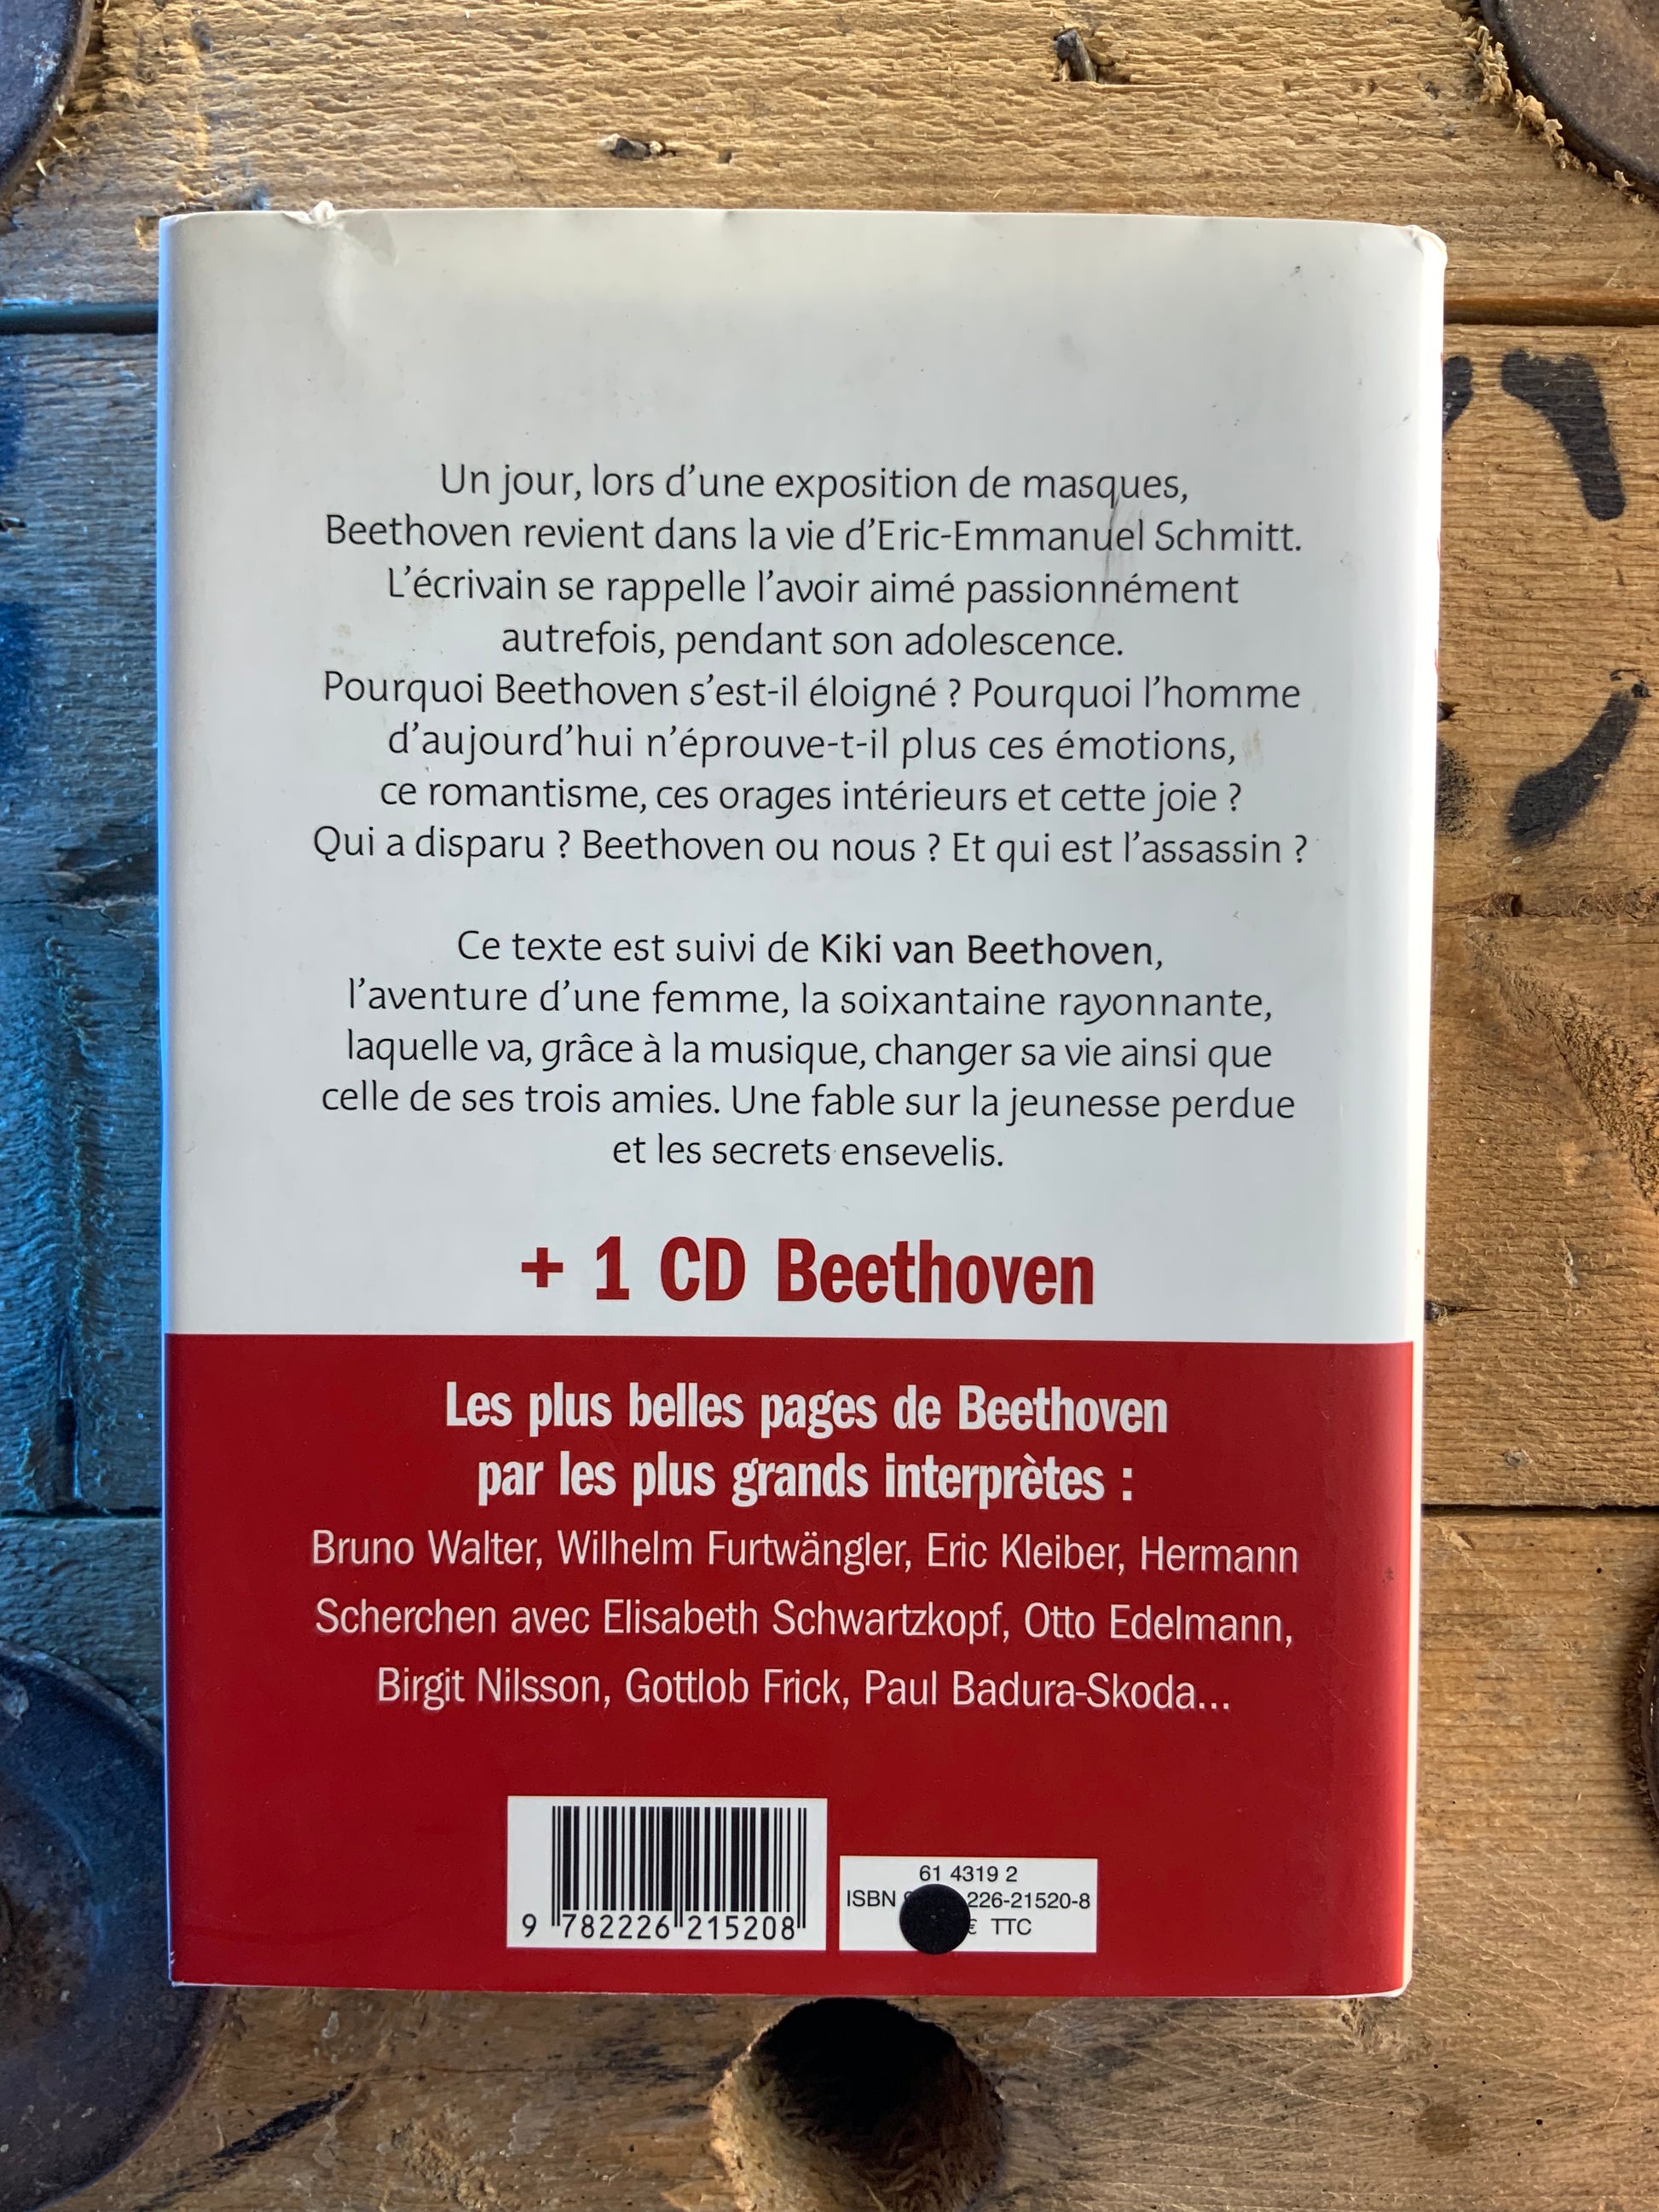 Un jour, lors d’une exposition de masques,
Beethoven revient dans la vie d’Eric-Emmanuel Schmitt.
L’écrivain se rappelle l’avoir aimé passionnément
autrefois, pendant son adolescence.
Pourquoi Beethoven s’est-il éloigné ? Pourquoi l’homme
d’aujourd’hui n’éprouve-t-il plus ces émotions,
ce romantisme, ces orages intérieurs et cette joie ?
Qui a disparu ? Beethoven ou nous ? Et qui est l’assassin ?
Ce texte est suivi de Kiki van Beethoven,
l’aventure d’une femme, la soixantaine rayonnante,
laquelle va, grâce à la musique, changer sa vie ainsi que
celle de ses trois amies. Une fable sur la jeunesse perdue
et les secrets ensevelis.
+ 1 CD Beethoven
Les plus belles pages de Beethoven
par les plus grands interprètes :
Bruno Walter, Wilhelm Furtwängler, Eric Kleiber, Hermann
Scherchen avec Elisabeth Schwartzkopf, Otto Edelmann,
Birgit Nilsson, Gottlob Frick, Paul Badura-Skoda...
9 782226 215208
61 4319 2
ISBN 226-21520-8
€ TTC